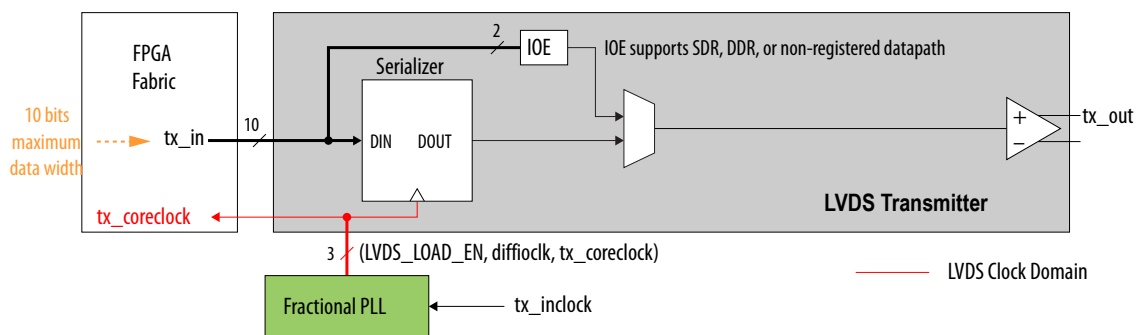 2
IOE
IOE supports SDR, DDR, or non-registered datapath
FPGA
Fabric
Serializer
10 bits
maximum
data width
tx_in
10
DIN
DOUT
+
−
tx_out
tx_coreclock
LVDS Transmitter
3
(LVDS_LOAD_EN, diffioclk, tx_coreclock)
LVDS Clock Domain
Fractional PLL
tx_inclock